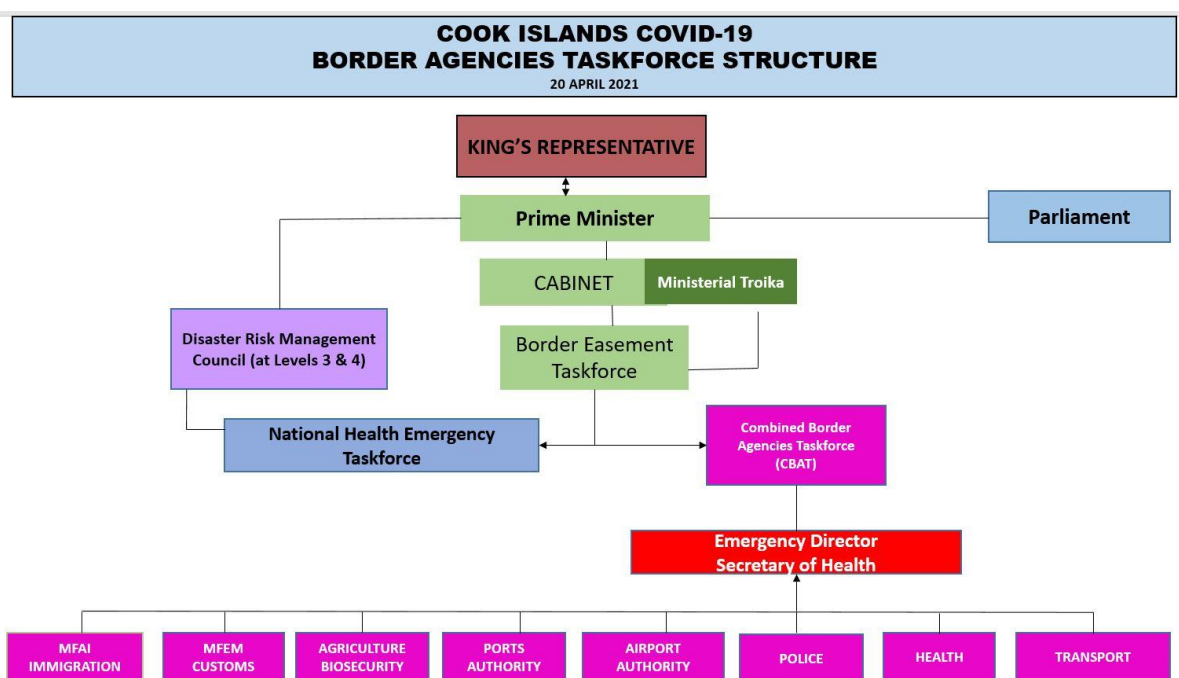 COOK ISLANDS COVID-19
BORDER AGENCIES TASKFORCE STRUCTURE
20 APRIL 2021
KING'S REPRESENTATIVE
Prime Minister
Parliament
CABINET
Ministerial Troika
Disaster Risk Management
Council (at Levels 3 & 4)
Border Easement
Taskforce
National Health Emergency
Taskforce
Combined Border
Agencies Taskforce
(CBAT)
Emergency Director
Secretary of Health
MFAI
IMMIGRATION
MFEM
CUSTOMS
AGRICULTURE
BIOSECURITY
PORTS
AUTHORITY
AIRPORT
AUTHORITY
POLICE
HEALTH
TRANSPORT